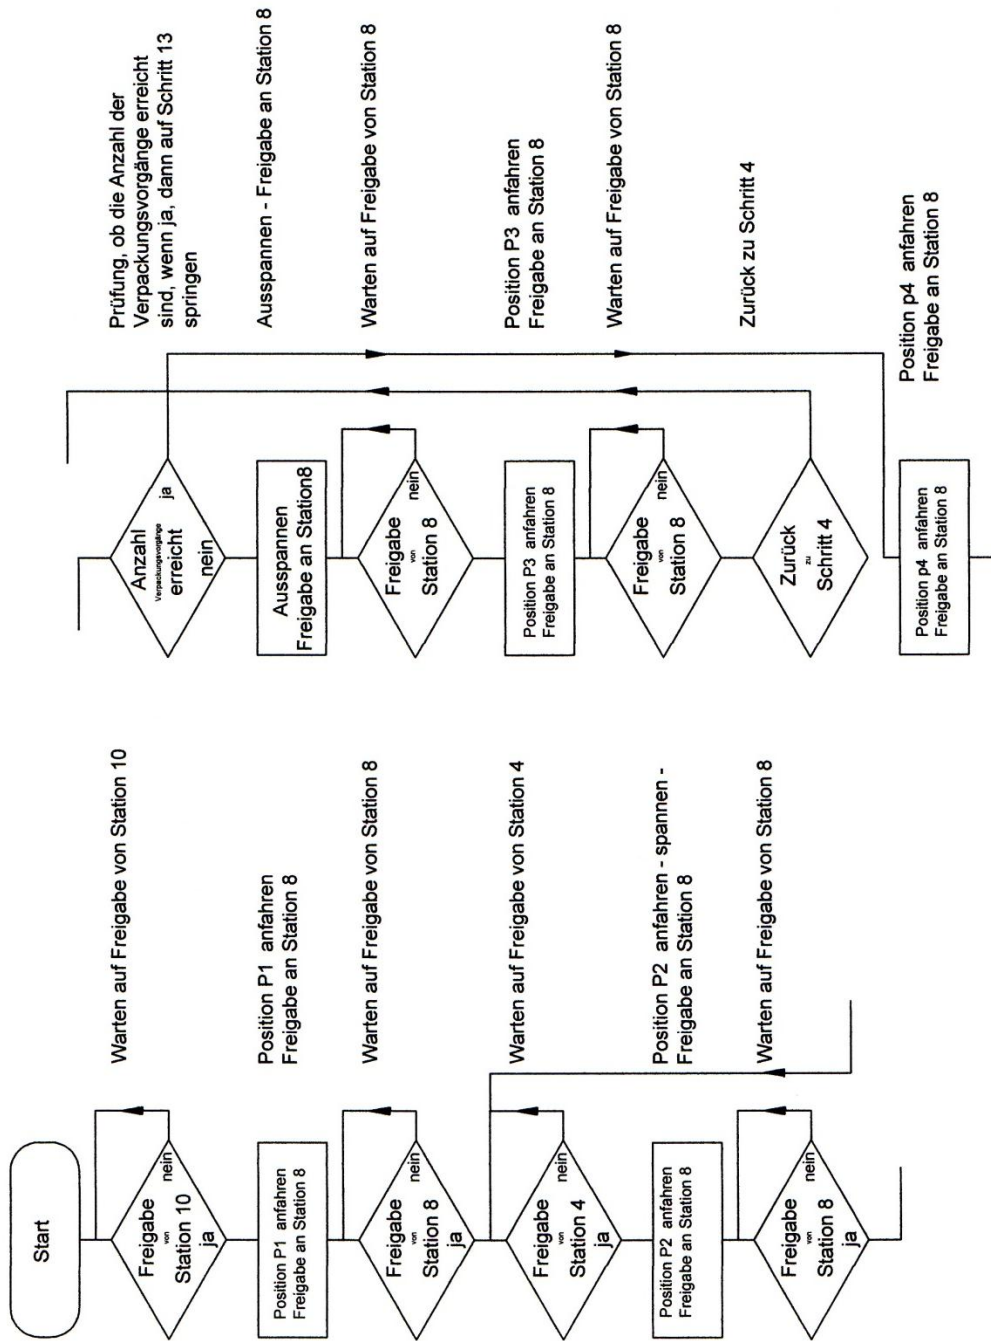 Start
Freigabe
von
Station 10
ja
nein
Warten auf Freigabe von Station 10
Position P1 anfahren
Freigabe an Station 8
Position P1 anfahren
Freigabe an Station 8
Freigabe
von
Station 8
ja
nein
Warten auf Freigabe von Station 8
Freigabe
von
Station 4
ja
nein
Warten auf Freigabe von Station 4
Position P2 anfahren
Freigabe an Station 8
Position P2 anfahren - spannen -
Freigabe an Station 8
Freigabe
von
Station 8
ja
nein
Warten auf Freigabe von Station 8
Anzahl
Verpackungsvorgänge
erreicht
nein
ja
Prüfung, ob die Anzahl der
Verpackungsvorgänge erreicht
sind, wenn ja, dann auf Schritt 13
springen
Ausspannen
Freigabe an Station8
Ausspannen - Freigabe an Station 8
Freigabe
von
Station 8
nein
Warten auf Freigabe von Station 8
Position P3 anfahren
Freigabe an Station 8
Position P3 anfahren
Freigabe an Station 8
Freigabe
von
Station 8
nein
Warten auf Freigabe von Station 8
Zurück
zu
Schritt 4
Zurück zu Schritt 4
Position p4 anfahren
Freigabe an Station 8
Position p4 anfahren
Freigabe an Station 8